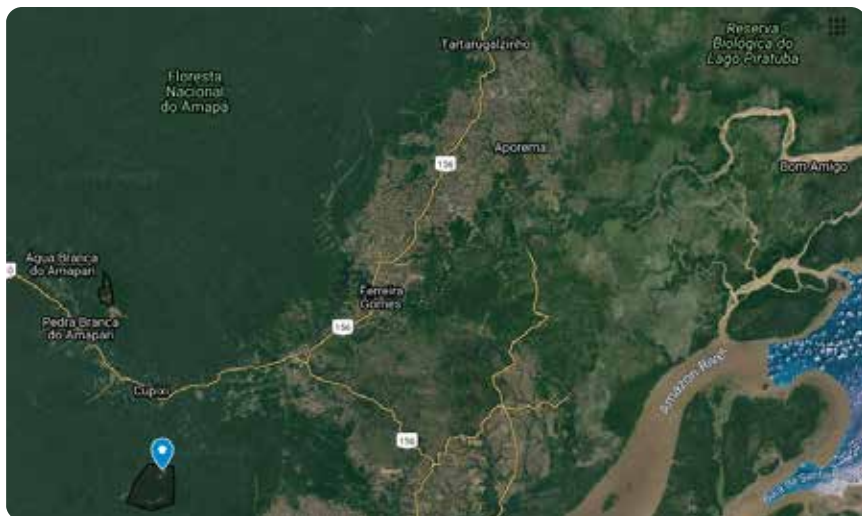 Tartarugalzinho
Reserva
Biológica do
Lago Piratuba
Floresta
Nacional
do Amapá
Aporema
156
Bom Amigo
Água Branca
do Amapari
0
Ferreira
Gomes
Pedra Branca
do Amapari
156
Cupixi
Amazon River
156